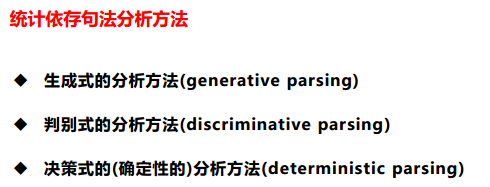 统计依存句法分析方法
◆ 生成式的分析方法(generative parsing)
◆ 判别式的分析方法(discriminative parsing)
◆ 决策式的(确定性的)分析方法(deterministic parsing)